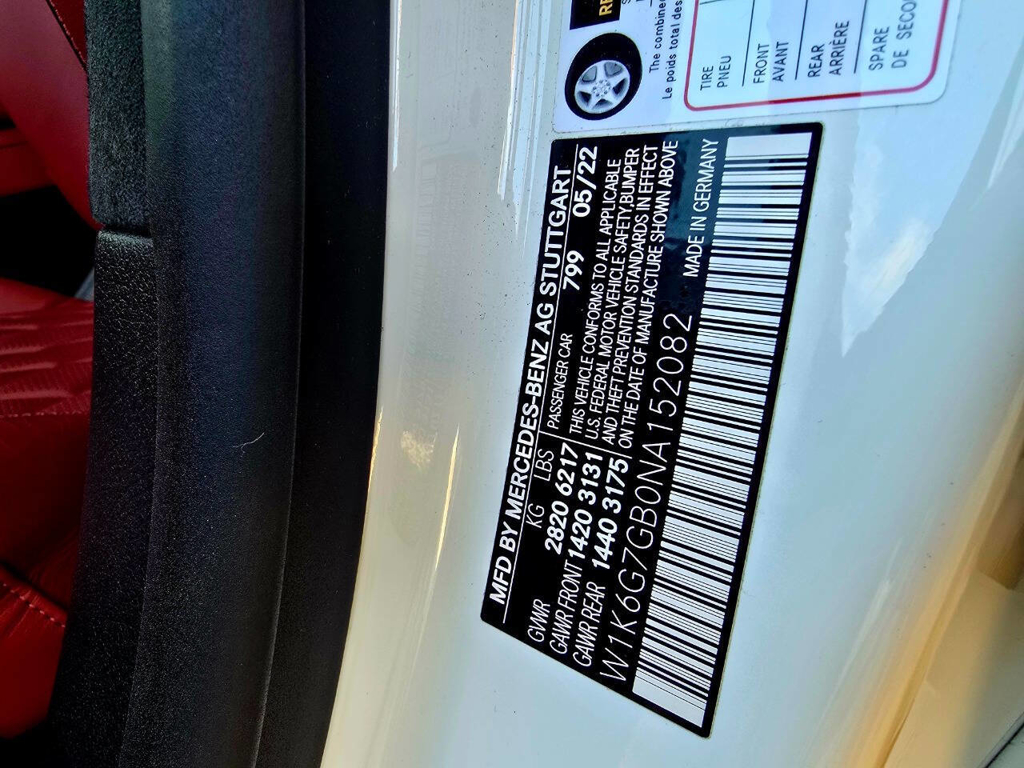 RE
The combine
Le poids total des
TIRE
PNEU
FRONT
AVANT
REAR
ARRIÈRE
SPARE
DE SECO
MFD BY MERCEDES-BENZ AG STUTTGART
KG LBS PASSENGER CAR 799 05/22
GVWR 2820 6217
GAWR FRONT 1420 3131
GAWR REAR 1440 3175
THIS VEHICLE CONFORMS TO ALL APPLICABLE
U.S. FEDERAL MOTOR VEHICLE SAFETY,BUMPER
AND THEFT PREVENTION STANDARDS IN EFFECT
ON THE DATE OF MANUFACTURE SHOWN ABOVE
W1K6G7GB0NA152082 MADE IN GERMANY